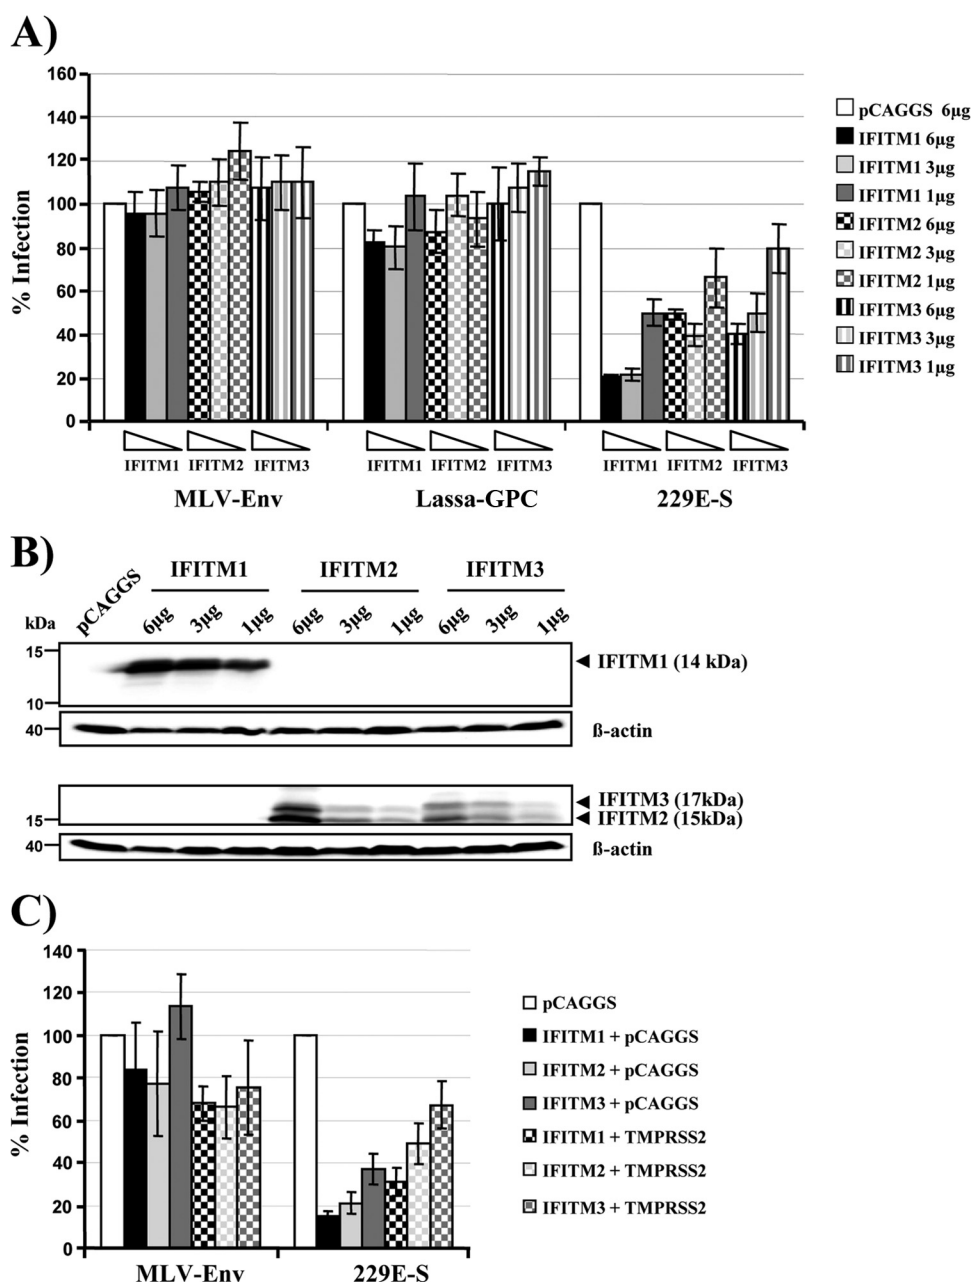 A)
160
140
120
100
80
60
40
20
0
% Infection
IFITM1 IFITM2 IFITM3
IFITM1 IFITM2 IFITM3
IFITM1 IFITM2 IFITM3
MLV-Env
Lassa-GPC
229E-S
pCAGGS 6µg
IFITM1 6µg
IFITM1 3µg
IFITM1 1µg
IFITM2 6µg
IFITM2 3µg
IFITM2 1µg
IFITM3 6µg
IFITM3 3µg
IFITM3 1µg
B)
pCAGGS
IFITM1
IFITM2
IFITM3
6µg 3µg 1µg 6µg 3µg 1µg 6µg 3µg 1µg
kDa
15
10
IFITM1 (14 kDa)
40
ß-actin
IFITM3 (17kDa)
15
IFITM2 (15kDa)
40
ß-actin
C)
140
120
100
80
60
40
20
0
% Infection
MLV-Env
229E-S
pCAGGS
IFITM1 + pCAGGS
IFITM2 + pCAGGS
IFITM3 + pCAGGS
IFITM1 + TMPRSS2
IFITM2 + TMPRSS2
IFITM3 + TMPRSS2